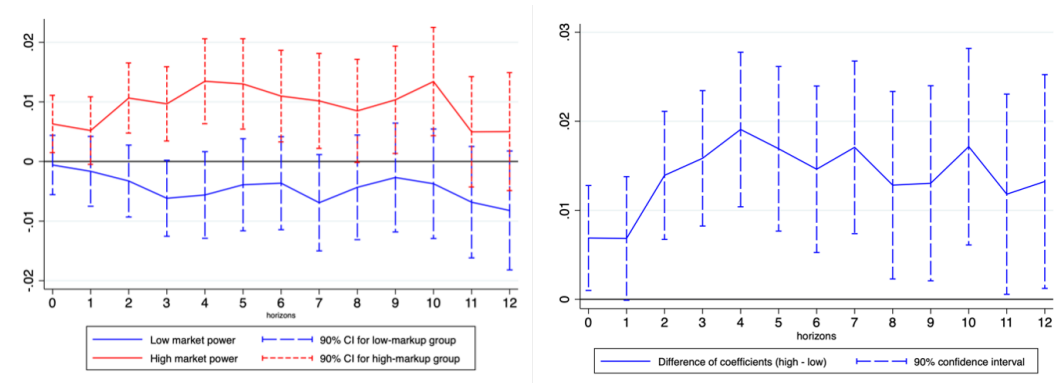 .02
.01
0
-.01
-.02
0 1 2 3 4 5 6 7 8 9 10 11 12
horizons
Low market power 90% CI for low-markup group
High market power 90% CI for high-markup group
.03
.02
.01
0
0 1 2 3 4 5 6 7 8 9 10 11 12
horizons
Difference of coefficients (high - low) 90% confidence interval